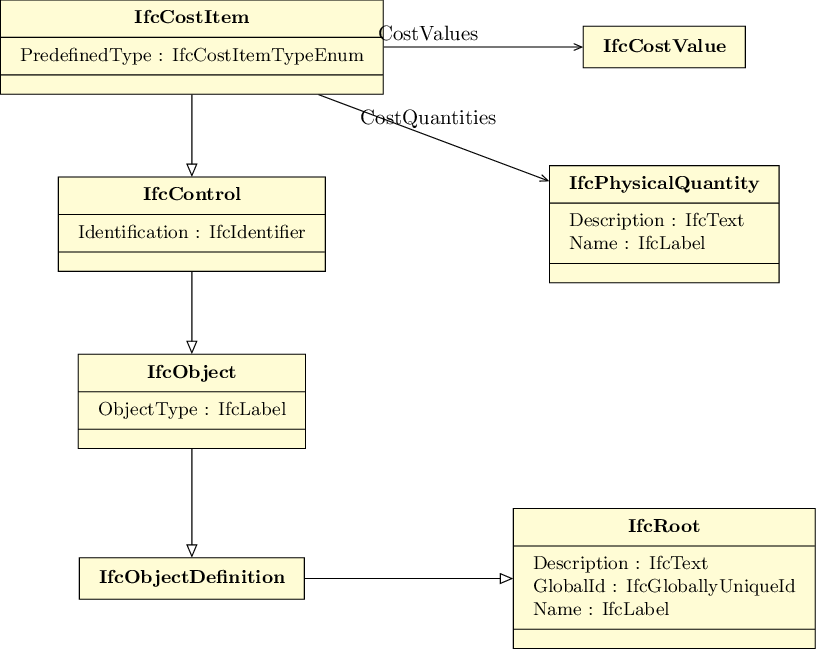 IfcCostItem
PredefinedType : IfcCostItemTypeEnum
CostValues
IfcCostValue
CostQuantities
IfcControl
Identification : IfcIdentifier
IfcPhysicalQuantity
Description : IfcText
Name : IfcLabel
IfcObject
ObjectType : IfcLabel
IfcObjectDefinition
IfcRoot
Description : IfcText
GlobalId : IfcGloballyUniqueId
Name : IfcLabel